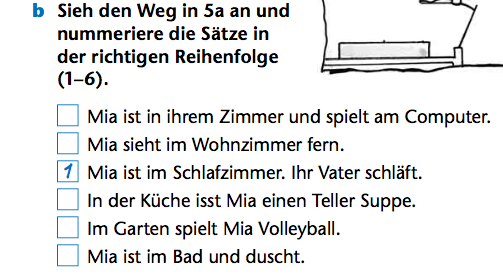 b Sieh den Weg in 5a an und
nummeriere die Sätze in
der richtigen Reihenfolge
(1–6).
Mia ist in ihrem Zimmer und spielt am Computer.
Mia sieht im Wohnzimmer fern.
1 Mia ist im Schlafzimmer. Ihr Vater schläft.
In der Küche isst Mia einen Teller Suppe.
Im Garten spielt Mia Volleyball.
Mia ist im Bad und duscht.